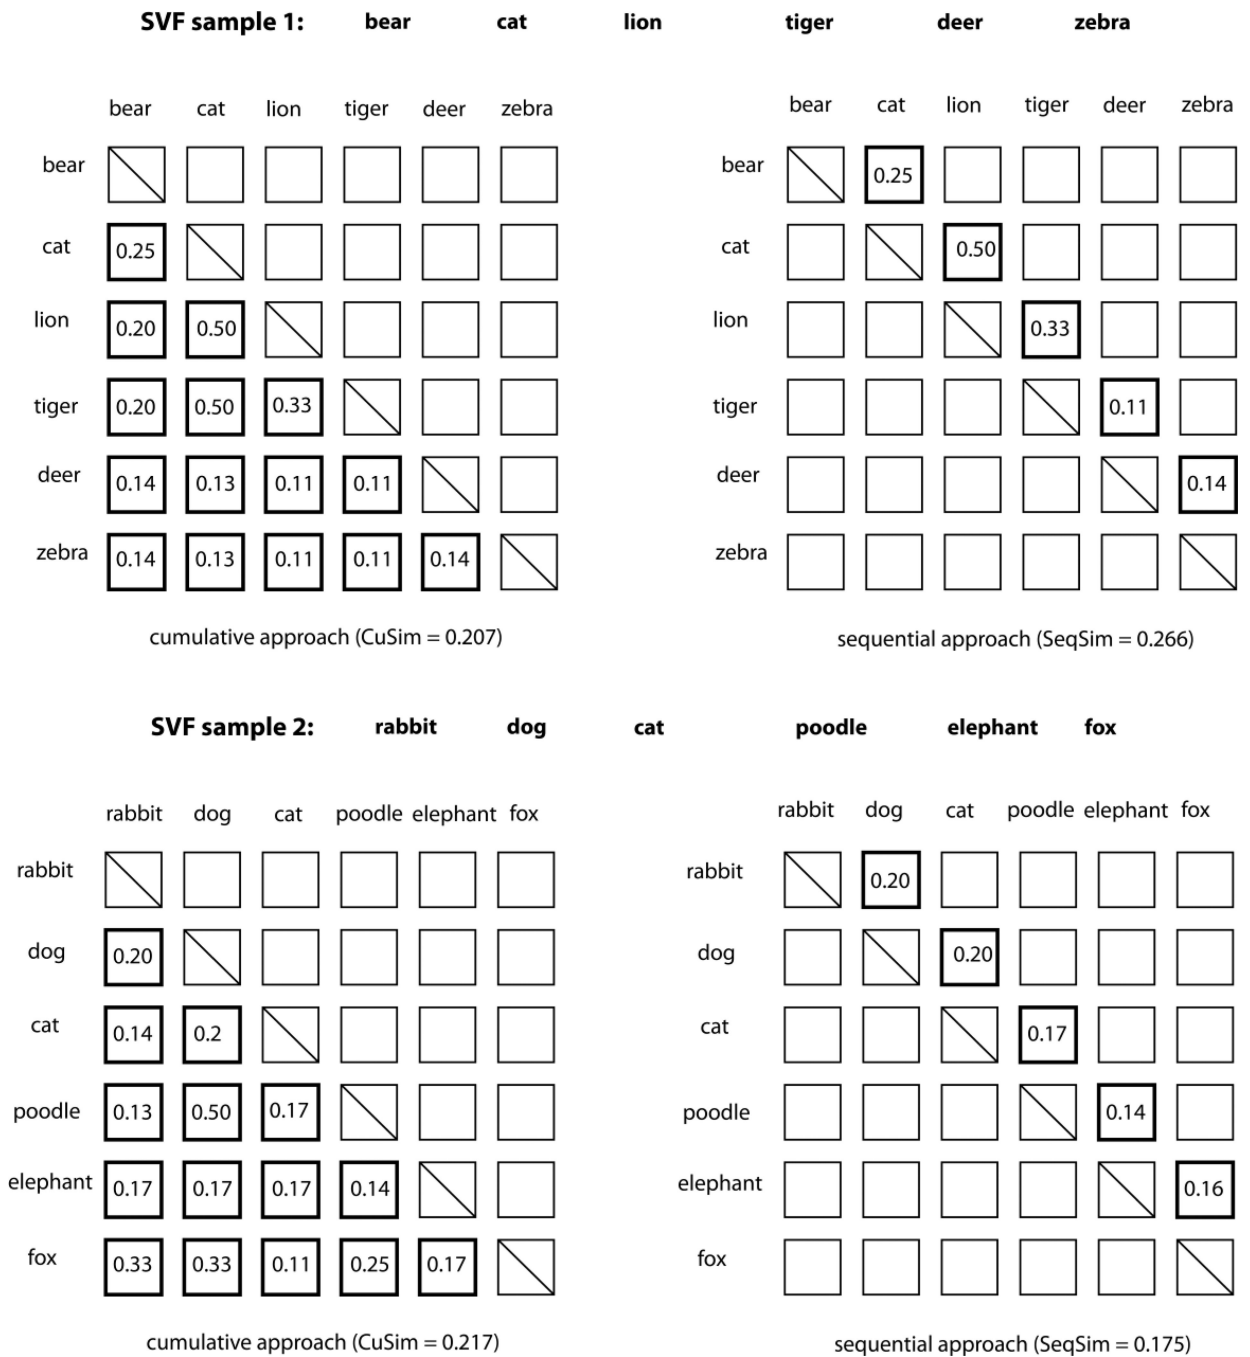 SVF sample 1: bear cat lion tiger deer zebra
bear cat lion tiger deer zebra
bear
cat 0.25
lion 0.20 0.50
tiger 0.20 0.50 0.33
deer 0.14 0.13 0.11 0.11
zebra 0.14 0.13 0.11 0.11 0.14
cumulative approach (CuSim = 0.207)
bear cat lion tiger deer zebra
bear 0.25
cat 0.50
lion 0.33
tiger 0.11
deer 0.14
zebra
sequential approach (SeqSim = 0.266)
SVF sample 2: rabbit dog cat poodle elephant fox
rabbit dog cat poodle elephant fox
rabbit
dog 0.20
cat 0.14 0.2
poodle 0.13 0.50 0.17
elephant 0.17 0.17 0.17 0.14
fox 0.33 0.33 0.11 0.25 0.17
cumulative approach (CuSim = 0.217)
rabbit dog cat poodle elephant fox
rabbit 0.20
dog 0.20
cat 0.17
poodle 0.14
elephant 0.16
fox
sequential approach (SeqSim = 0.175)